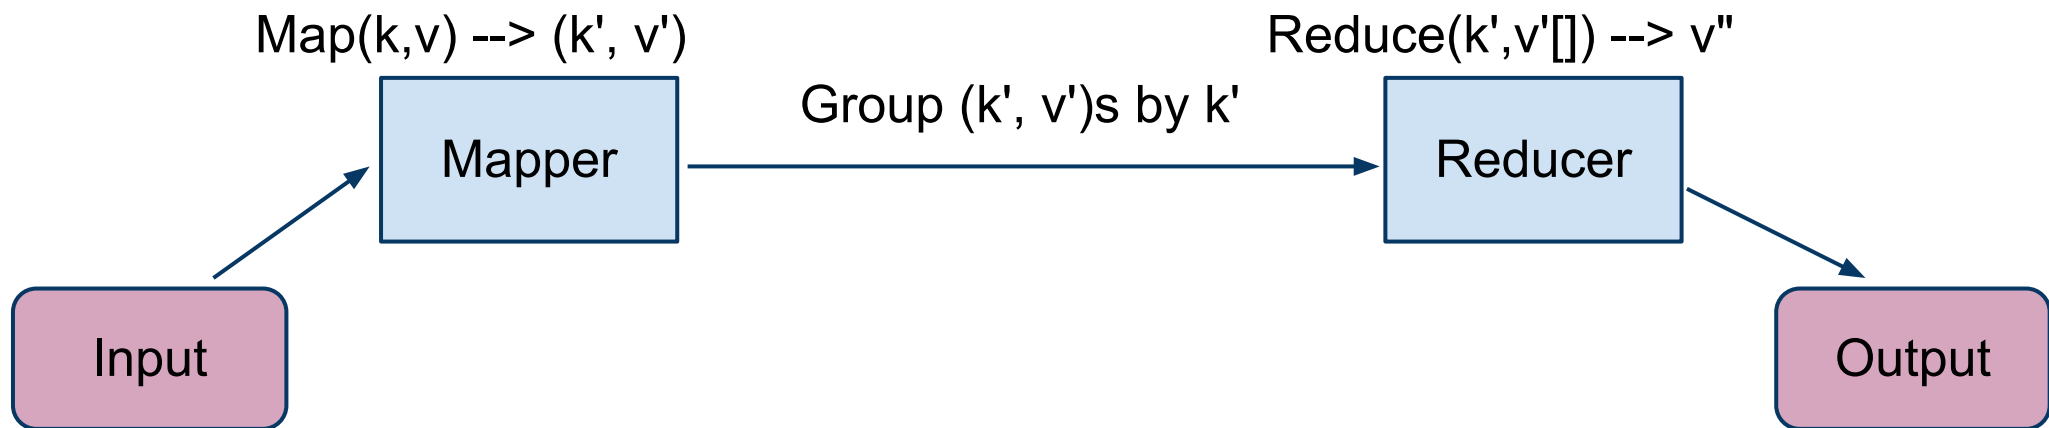 Map(k,v) --> (k', v')
Reduce(k',v'[]) --> v"
Group (k', v')s by k'
Mapper
Reducer
Input
Output